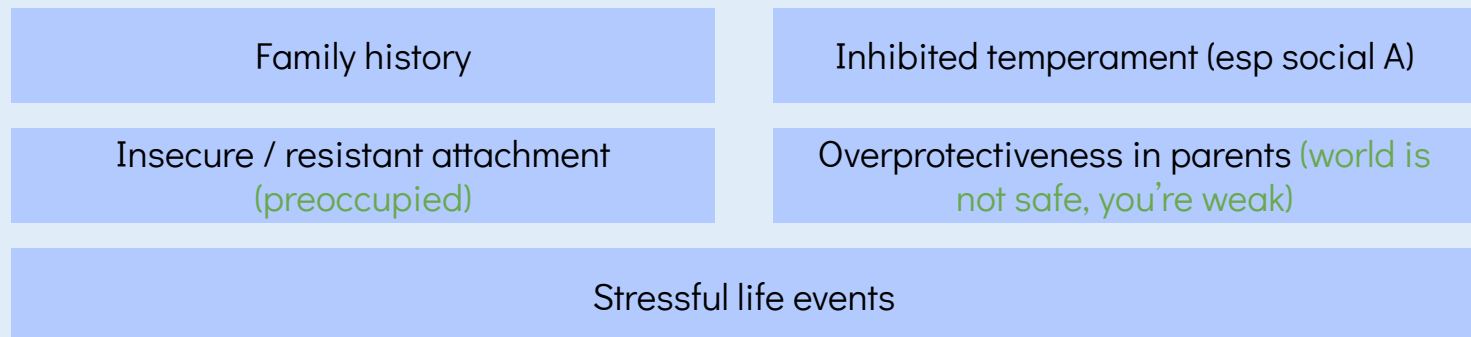 Family history
Inhibited temperament (esp social A)
Insecure / resistant attachment
(preoccupied)
Overprotectiveness in parents (world is
not safe, you're weak)
Stressful life events